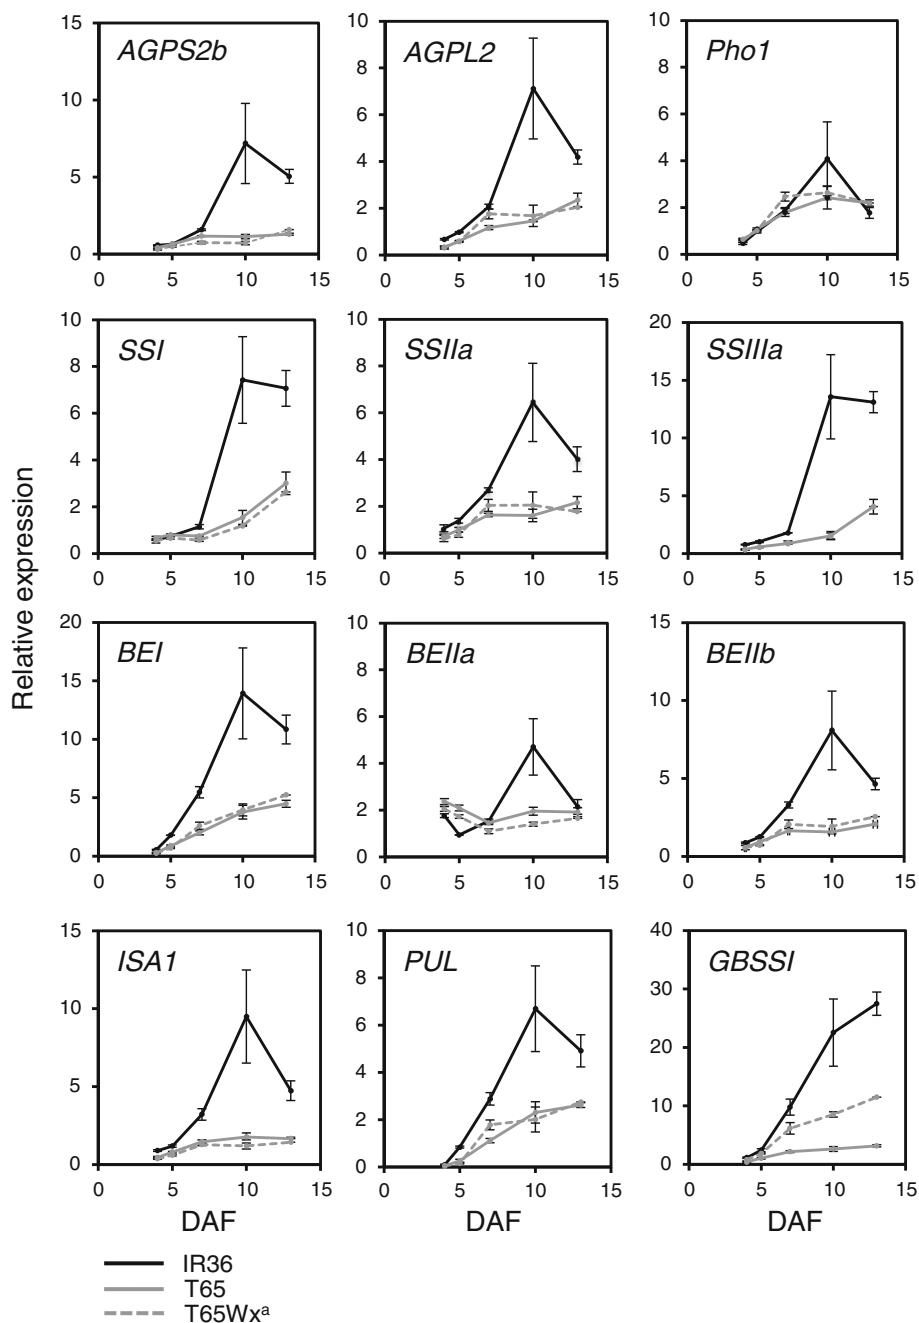 AGPS2b AGPL2 Pho1
15 10 5 0
10 8 6 4 2 0
10 8 6 4 2 0
0 5 10 15 0 5 10 15 0 5 10 15
SSI SSIIa SSIIIa
10 8 6 4 2 0
10 8 6 4 2 0
20 15 10 5 0
0 5 10 15 0 5 10 15 0 5 10 15
Relative expression
BEI BEIIa BEIIb
20 15 10 5 0
10 8 6 4 2 0
15 10 5 0
0 5 10 15 0 5 10 15 0 5 10 15
ISA1 PUL GBSSI
15 10 5 0
10 8 6 4 2 0
40 30 20 10 0
0 5 10 15 0 5 10 15 0 5 10 15
DAF DAF DAF
IR36
T65
T65Wxᵃ